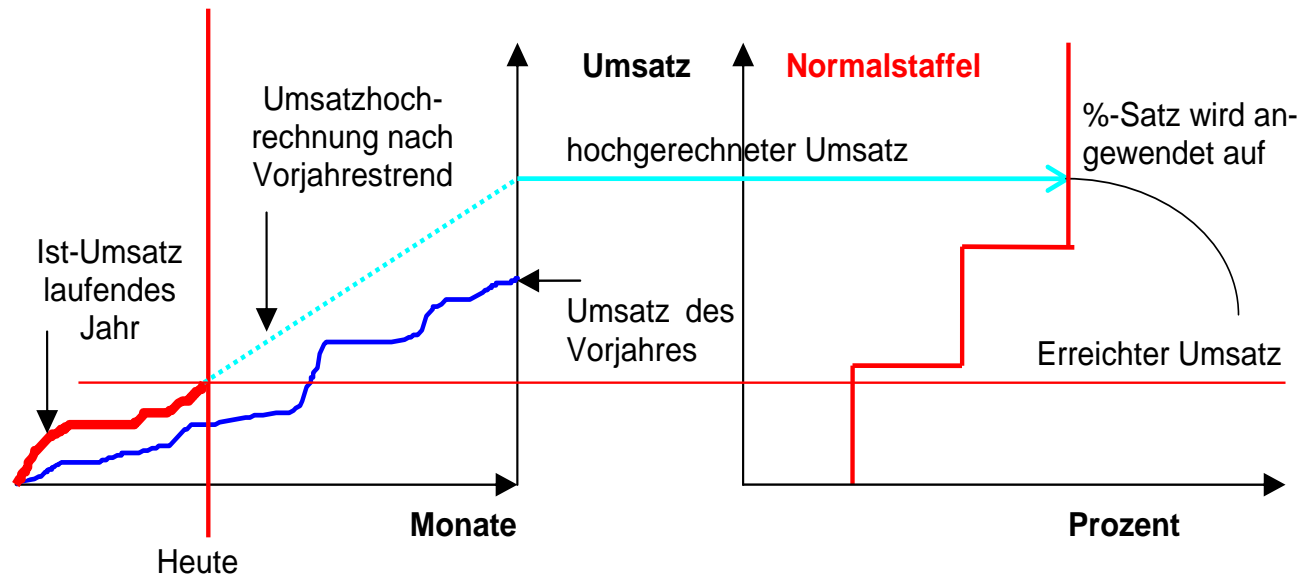 Umsatz
Normalstaffel
Umsatzhoch-
rechnung nach
Vorjahrestrend
hochgerechneter Umsatz
%-Satz wird an-
gewendet auf
Ist-Umsatz
laufendes
Jahr
Umsatz des
Vorjahres
Erreichter Umsatz
Monate
Prozent
Heute